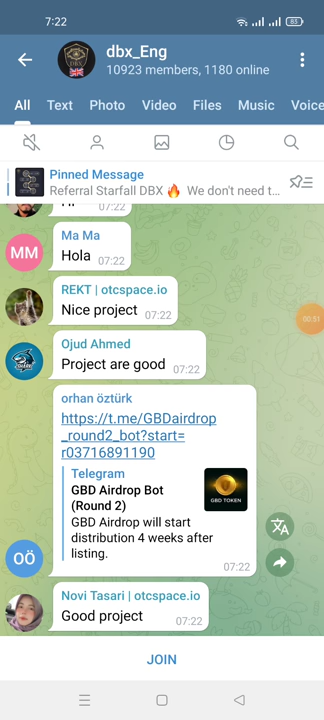 7:22
83
dbx_Eng
10923 members, 1180 online
All Text Photo Video Files Music Voice
Pinned Message
Referral Starfall DBX 🔥 We don't need t...
07:22
MM
Ma Ma
Hola 07:22
REKT | otcspace.io
Nice project 07:22
00:51
Ojud Ahmed
Project are good 07:22
orhan öztürk
https://t.me/GBDairdrop
_round2_bot?start=
r03716891190
Telegram
GBD Airdrop Bot
(Round 2)
GBD TOKEN
GBD Airdrop will start
distribution 4 weeks after
listing.
07:22
OÖ
Novi Tasari | otcspace.io
Good project 07:22
JOIN